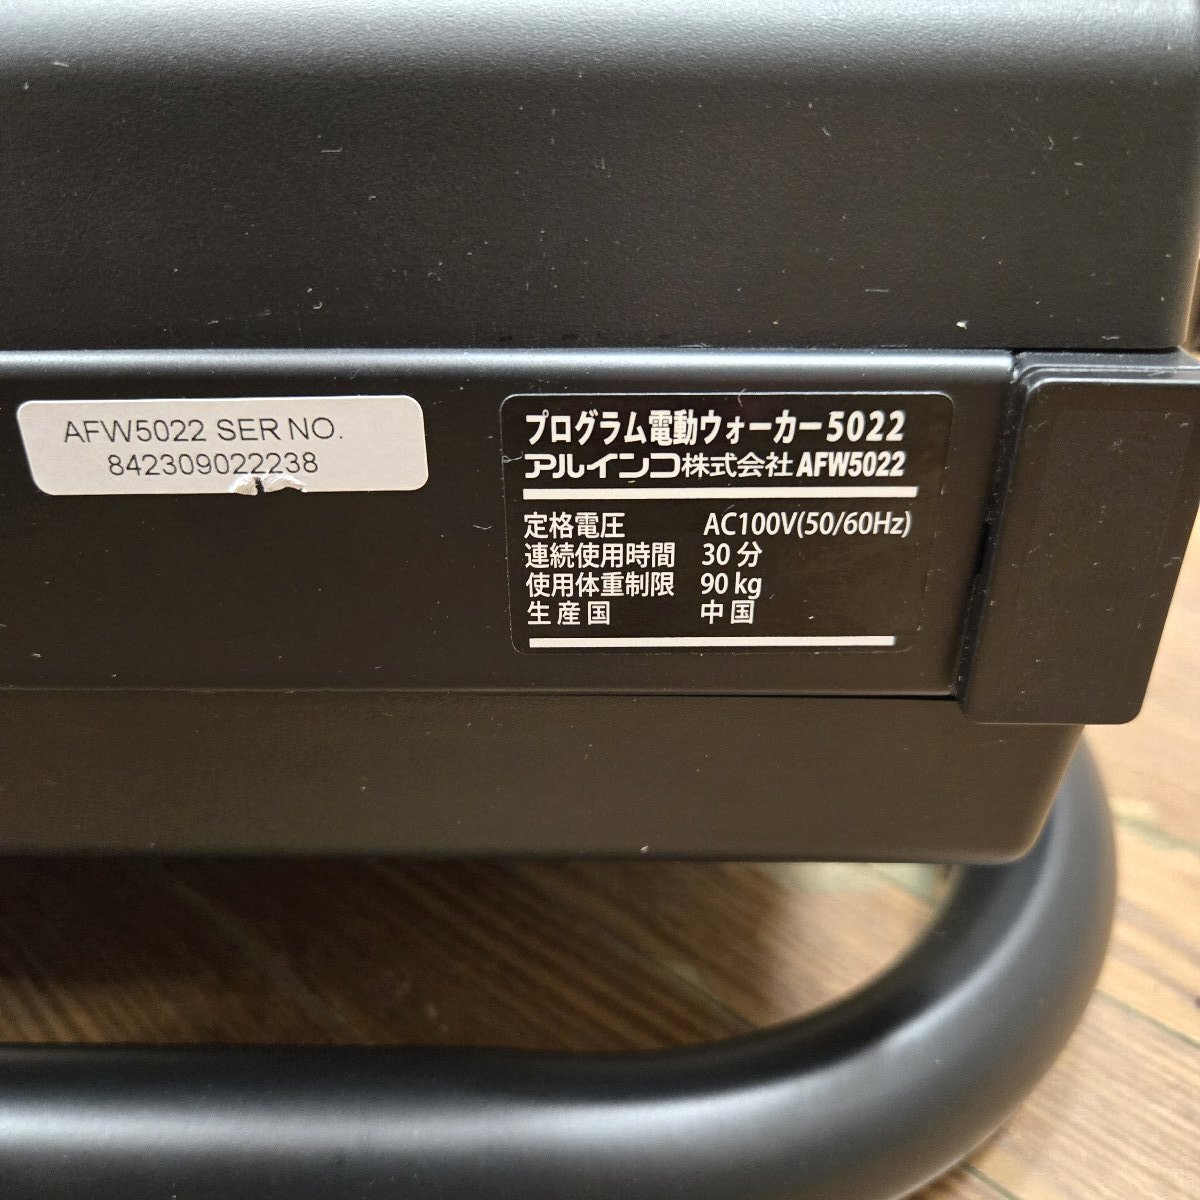 AFW5022 SER NO.
842309022238
プログラム電動ウォーカー5022
アルインコ株式会社 AFW5022
定格電圧 AC100V(50/60Hz)
連続使用時間 30 分
使用体重制限 90 kg
生産国 中国